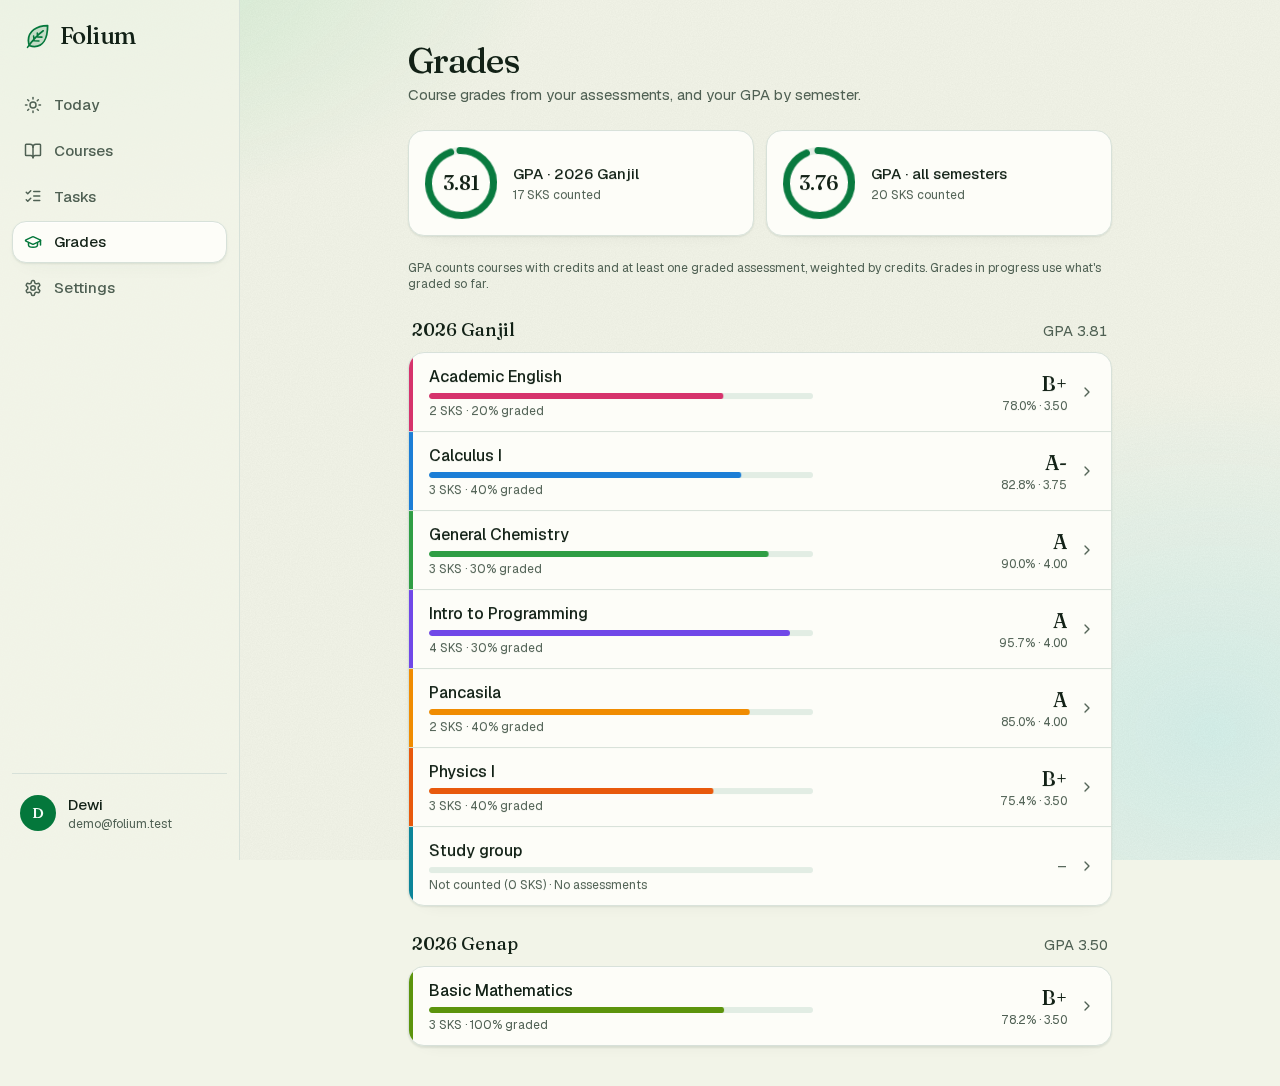 Folium
Today
Courses
Tasks
Grades
Settings
D
Dewi
demo@folium.test
Grades
Course grades from your assessments, and your GPA by semester.
3.81
GPA · 2026 Ganjil
17 SKS counted
3.76
GPA · all semesters
20 SKS counted
GPA counts courses with credits and at least one graded assessment, weighted by credits. Grades in progress use what's
graded so far.
2026 Ganjil
GPA 3.81
Academic English
2 SKS · 20% graded
B+
78.0% · 3.50
Calculus I
3 SKS · 40% graded
A-
82.8% · 3.75
General Chemistry
3 SKS · 30% graded
A
90.0% · 4.00
Intro to Programming
4 SKS · 30% graded
A
95.7% · 4.00
Pancasila
2 SKS · 40% graded
A
85.0% · 4.00
Physics I
3 SKS · 40% graded
B+
75.4% · 3.50
Study group
Not counted (0 SKS) · No assessments
–
2026 Genap
GPA 3.50
Basic Mathematics
3 SKS · 100% graded
B+
78.2% · 3.50